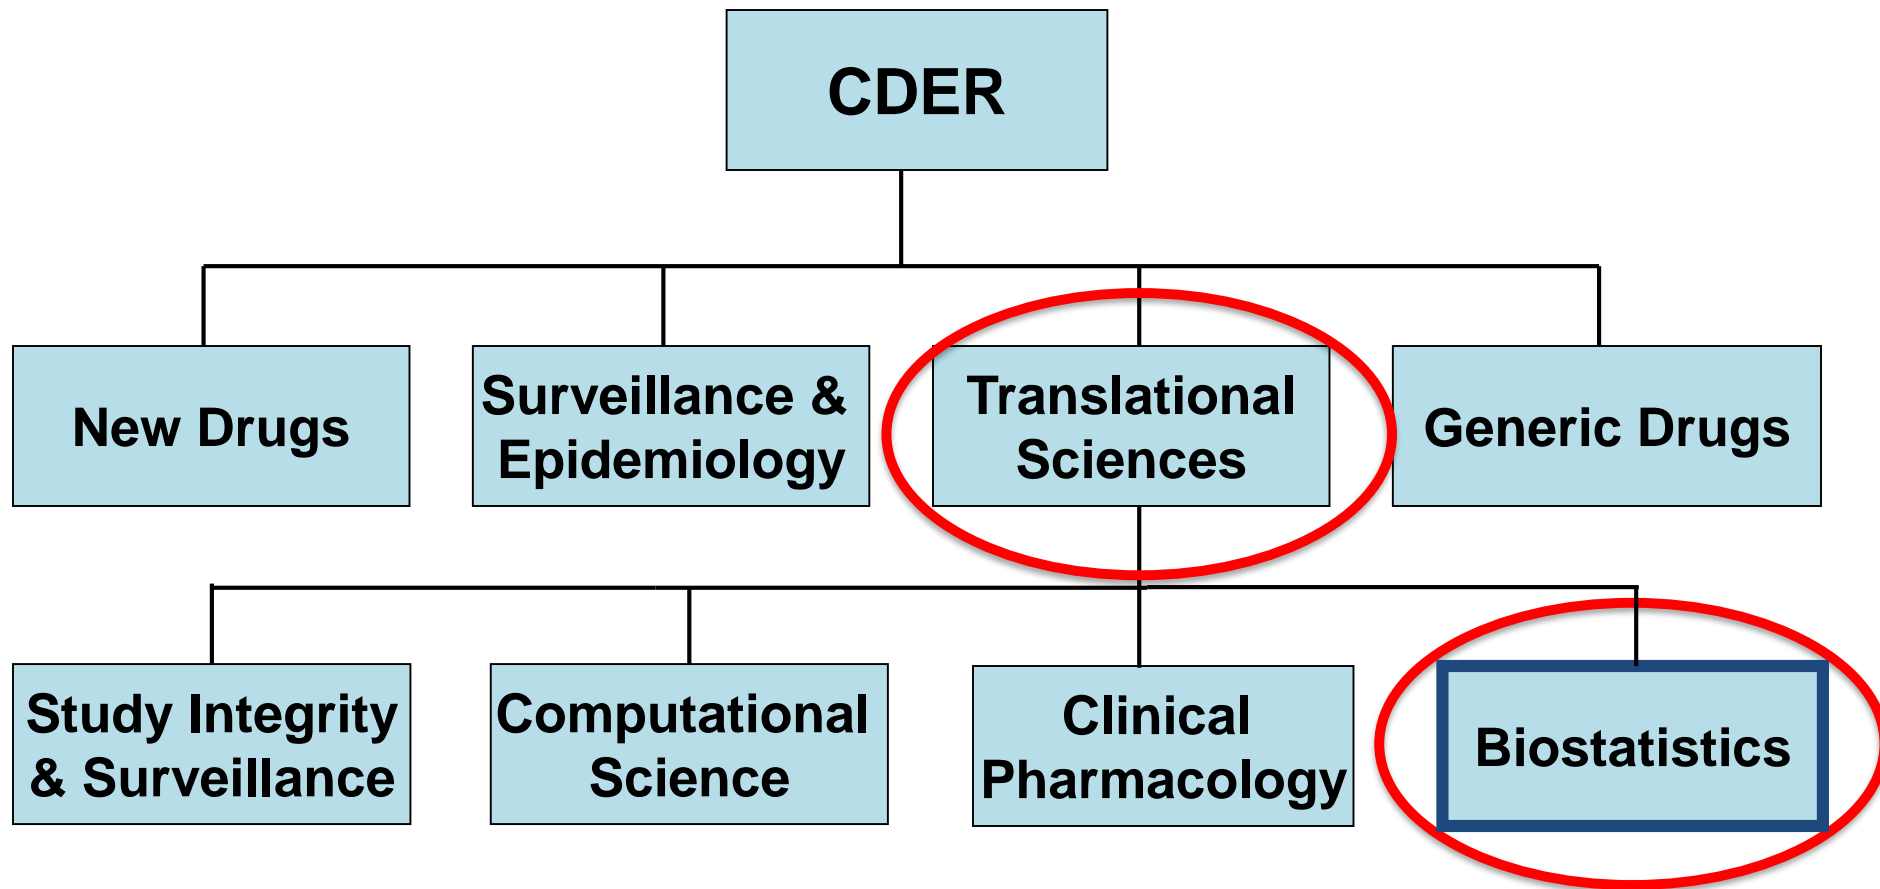 CDER
New Drugs
Surveillance &
Epidemiology
Translational
Sciences
Generic Drugs
Study Integrity
& Surveillance
Computational
Science
Clinical
Pharmacology
Biostatistics